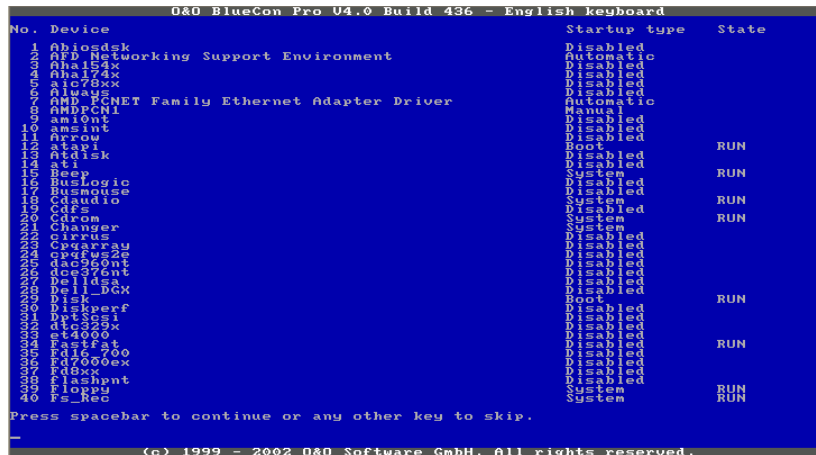 O&O BlueCon Pro V4.0 Build 436 - English keyboard
No. Device Startup type State
1 Abiosdsk Disabled
2 AFD Networking Support Environment Automatic
3 Aha154x Disabled
4 Aha174x Disabled
5 aic78xx Disabled
6 Always Disabled
7 AMD PCNET Family Ethernet Adapter Driver Automatic
8 AMDPCN1 Manual
9 ami0nt Disabled
10 amsint Disabled
11 Arrow Disabled
12 atapi Boot RUN
13 Atdisk Disabled
14 ati Disabled
15 Beep System RUN
16 BusLogic Disabled
17 Busmouse Disabled
18 Cdaudio System RUN
19 Cdfs Disabled
20 Cdrom System RUN
21 Changer System
22 cirrus Disabled
23 Cpqarray Disabled
24 cpqfws2e Disabled
25 dac960nt Disabled
26 dce376nt Disabled
27 Delldsa Disabled
28 Dell_DGX Disabled
29 Disk Boot RUN
30 Diskperf Disabled
31 DptScsi Disabled
32 dtc329x Disabled
33 et4000 Disabled
34 Fastfat Disabled RUN
35 Fd16_700 Disabled
36 Fd7000ex Disabled
37 Fd8xx Disabled
38 flashpnt Disabled
39 Floppy System RUN
40 Fs_Rec System RUN
Press spacebar to continue or any other key to skip.
(c) 1999 - 2002 O&O Software GmbH. All rights reserved.